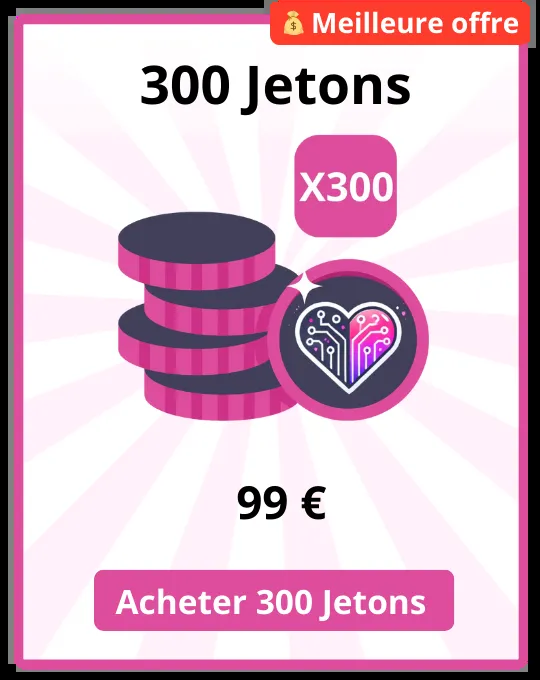 💰 Meilleure offre
300 Jetons
X300
99 €
Acheter 300 Jetons